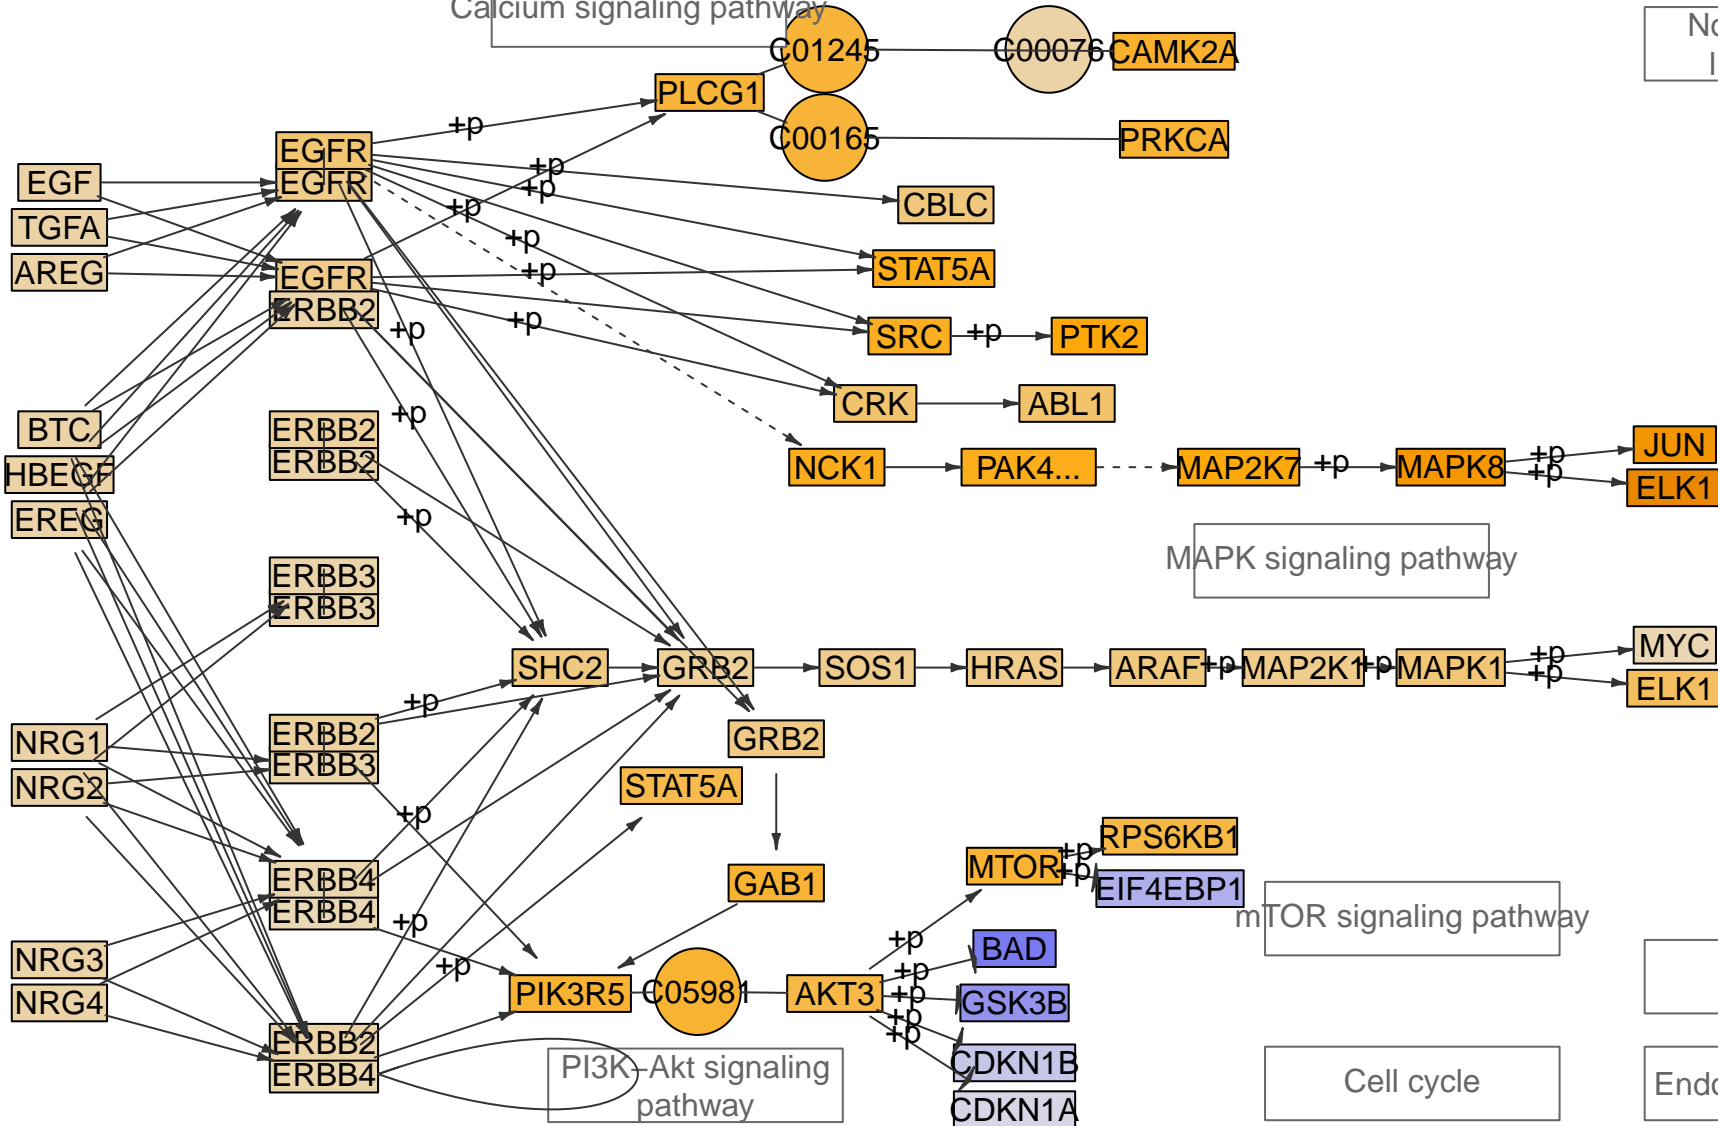 Calcium signaling pathway
No
C01245
C00076
CAMK2A
PLCG1
C00165
PRKCA
+p
EGFR
EGFR
EGF
TGFA
AREG
+p
+p
+p
+p
+p
CBLC
STAT5A
EGFR
ERBB2
+p
+p
SRC
+p
PTK2
CRK
ABL1
BTC
HBEGF
EREG
ERBB2
ERBB2
+p
+p
NCK1
PAK4...
MAP2K7
+p
MAPK8
+p
+p
JUN
ELK1
MAPK signaling pathway
ERBB3
ERBB3
SHC2
GRB2
SOS1
HRAS
ARAF
+p
MAP2K1
+p
MAPK1
+p
+p
MYC
ELK1
NRG1
NRG2
ERBB2
ERBB3
+p
GRB2
STAT5A
+p
ERBB4
ERBB4
+p
GAB1
MTOR
+p
+p
RPS6KB1
EIF4EBP1
mTOR signaling pathway
NRG3
NRG4
+p
PIK3R5
C05981
AKT3
+p
+p
+p
+p
+p
BAD
GSK3B
CDKN1B
CDKN1A
ERBB2
ERBB4
PI3K–Akt signaling
pathway
Cell cycle
Endo